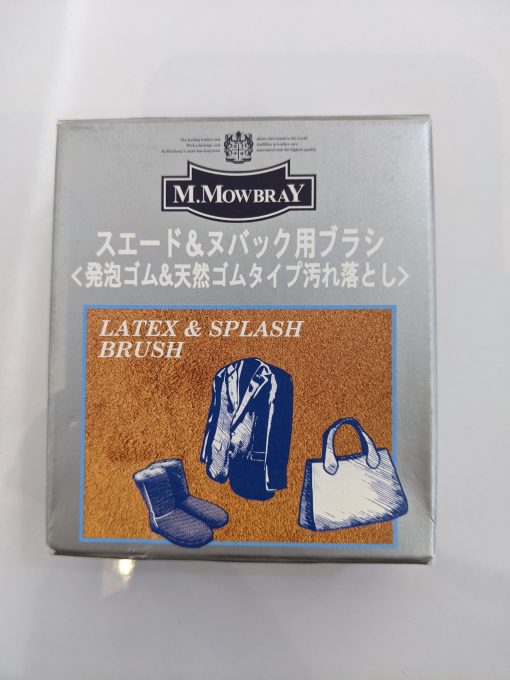 M.MOWBRAY
スエード&ヌバック用ブラシ
<発泡ゴム&天然ゴムタイプ汚れ落とし>
LATEX & SPLASH
BRUSH